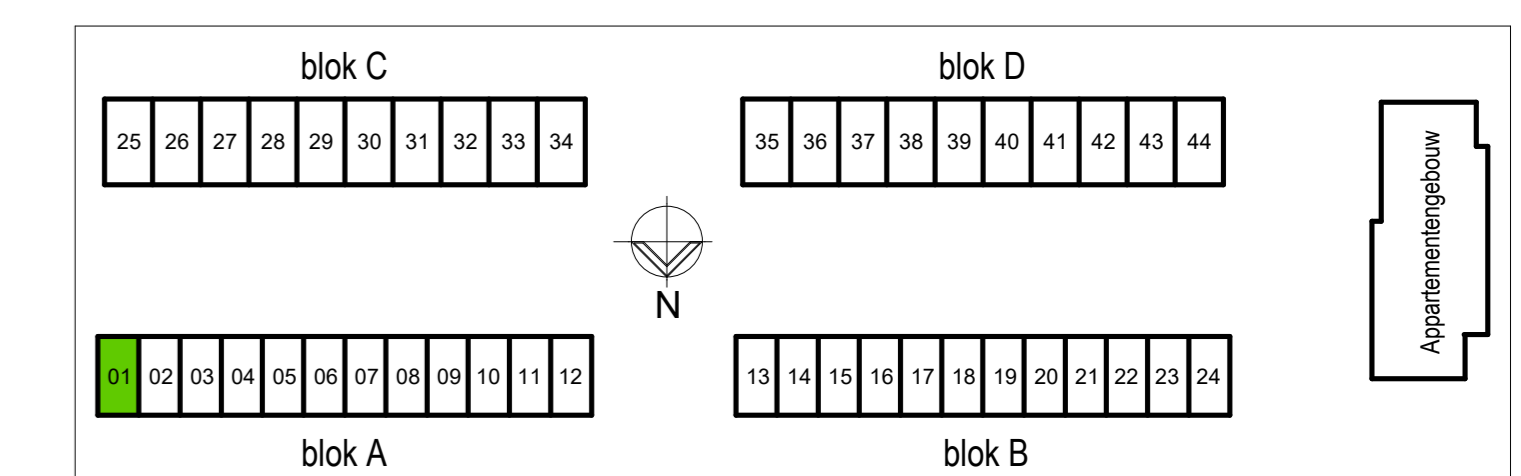 blok C
blok D
25 26 27 28 29 30 31 32 33 34
35 36 37 38 39 40 41 42 43 44
Appartementengebouw
N
01 02 03 04 05 06 07 08 09 10 11 12
13 14 15 16 17 18 19 20 21 22 23 24
blok A
blok B